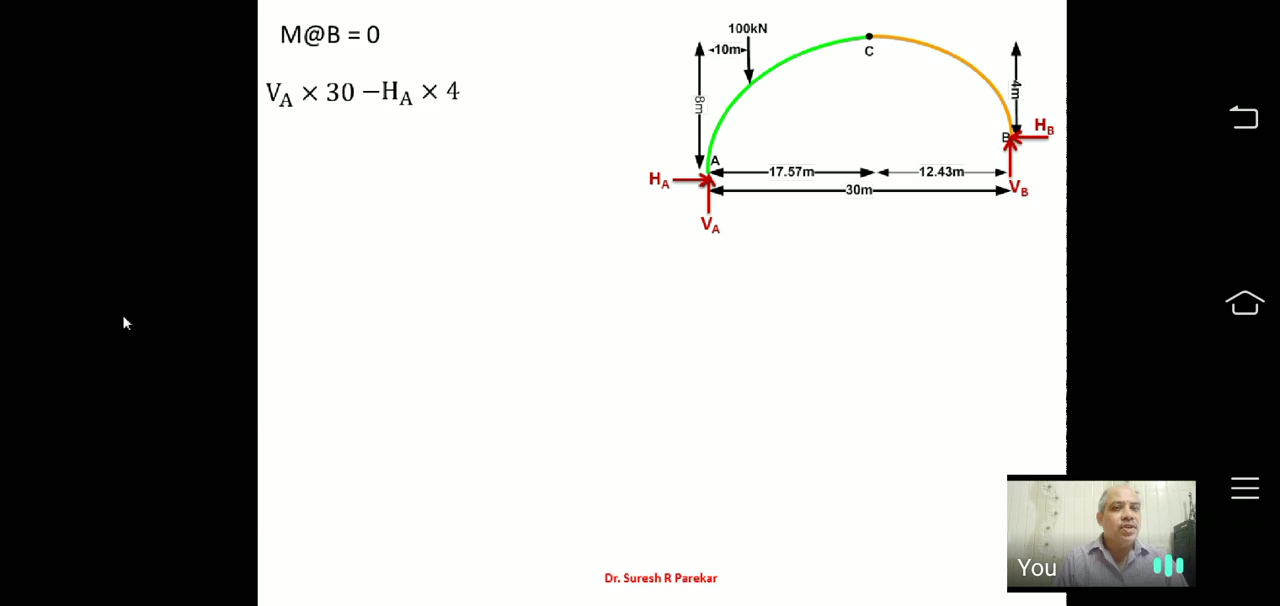 M@B = 0
V_A × 30 −H_A × 4
100kN
10m
C
8m
4m
H_B
B
A
17.57m
12.43m
H_A
30m
V_B
V_A
You
Dr. Suresh R Parekar